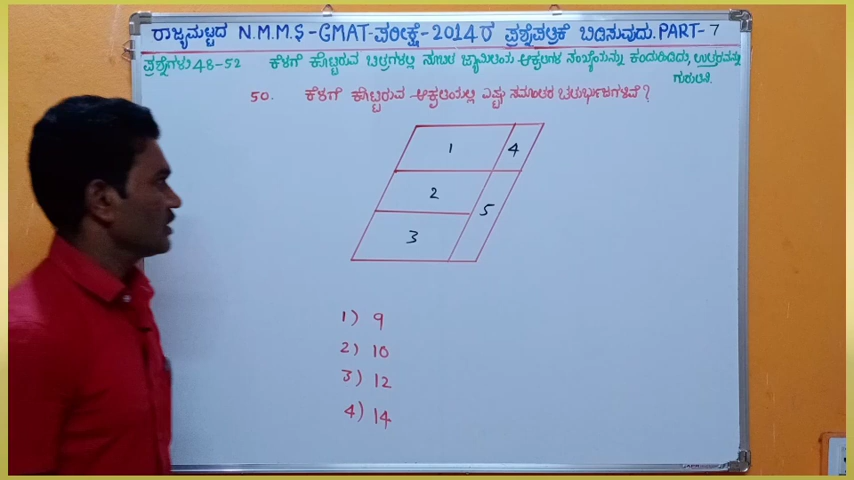 ರಾಜ್ಯಮಟ್ಟದ N.M.M.S-GMAT-ಪರೀಕ್ಷೆ-2014ರ ಪ್ರಶ್ನೆಪತ್ರಿಕೆ ಬಿಡಿಸುವುದು. PART-7
ಪ್ರಶ್ನೆಗಳು 48-52 ಕೆಳಗೆ ಕೊಟ್ಟಿರುವ ಚಿತ್ರಗಳಲ್ಲಿ ಜ್ಯಾಮಿತಿಯ ಆಕೃತಿಗಳ ಸಂಖ್ಯೆಯನ್ನು ಕಂಡುಹಿಡಿದು, ಉತ್ತರವನ್ನು
ಗುರುತಿಸಿ.
50. ಕೆಳಗೆ ಕೊಟ್ಟಿರುವ ಆಕೃತಿಯಲ್ಲಿ ಎಷ್ಟು ಸಮಾಂತರ ಚತುರ್ಭುಜಗಳಿವೆ?
1 4
2
5
3
1) 9
2) 10
3) 12
4) 14